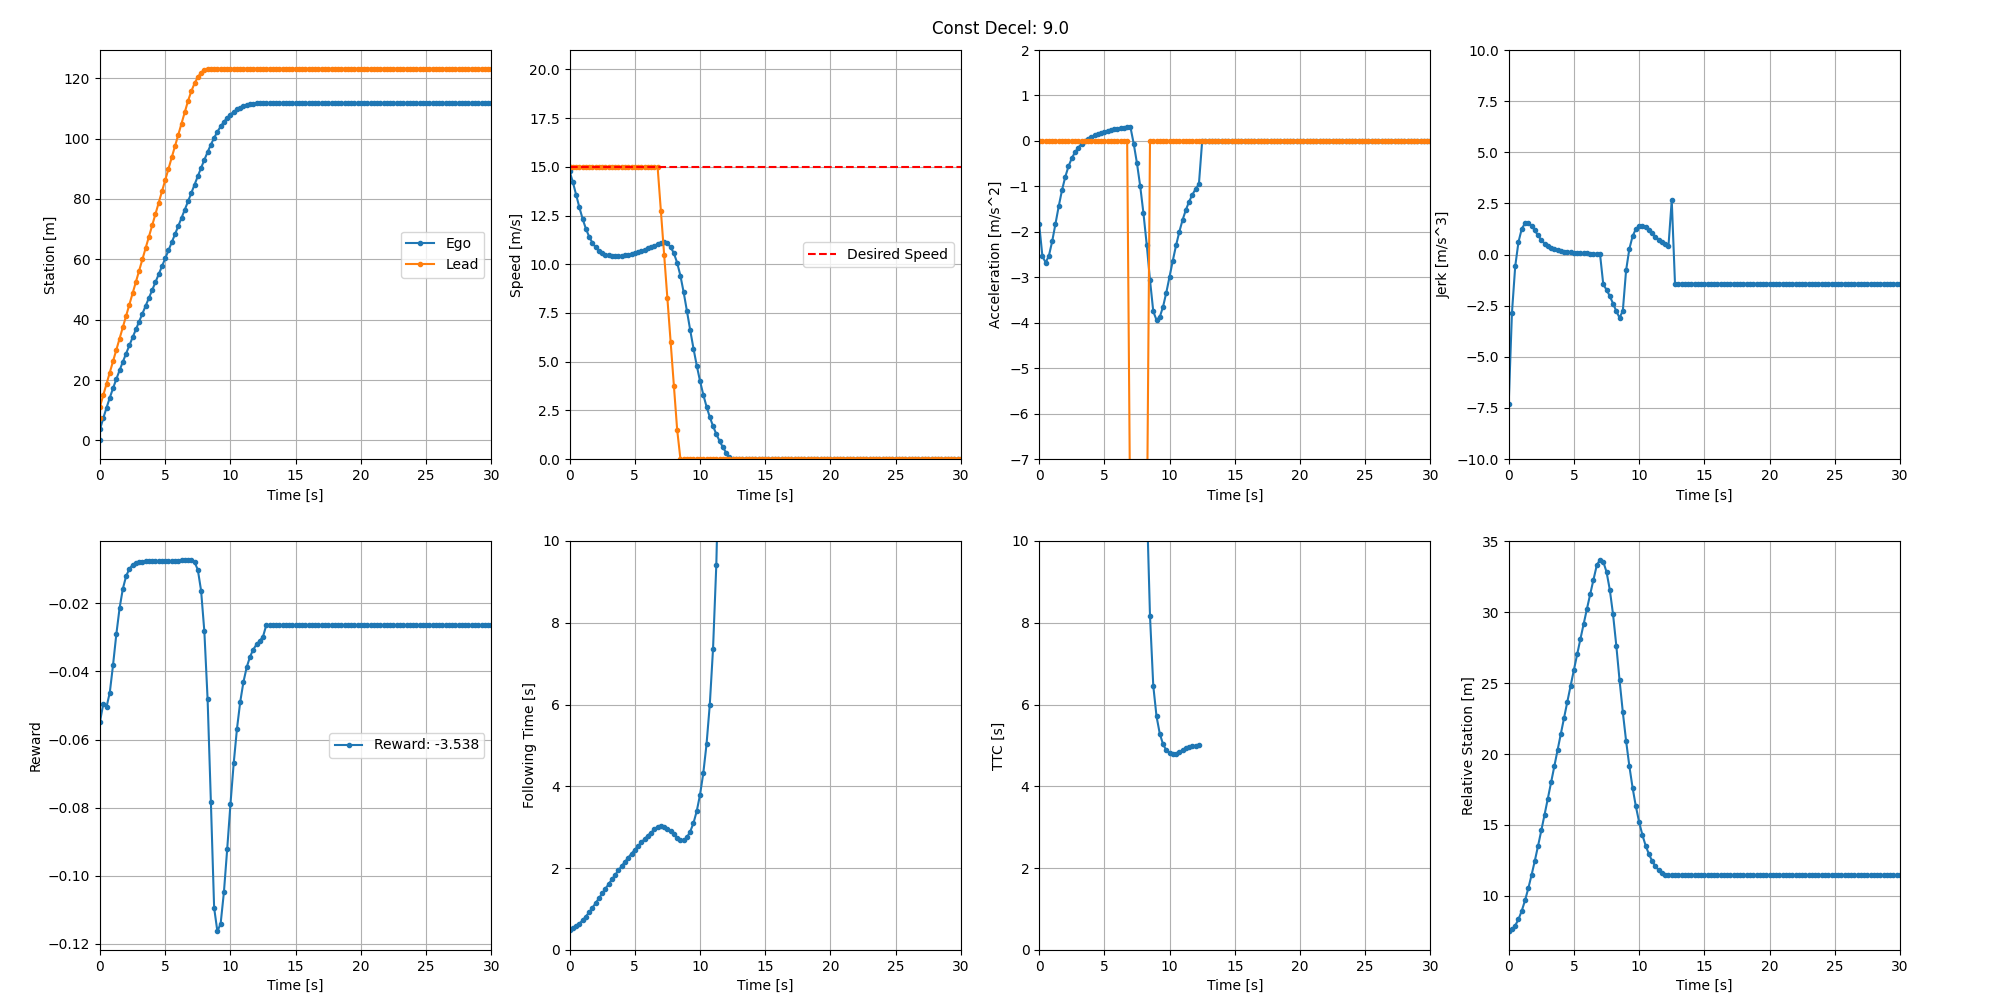 Const Decel: 9.0
Station [m]
120
100
80
60
40
20
0
0 5 10 15 20 25 30
Time [s]
Ego
Lead
Speed [m/s]
20.0
17.5
15.0
12.5
10.0
7.5
5.0
2.5
0.0
0 5 10 15 20 25 30
Time [s]
Desired Speed
Acceleration [m/s^2]
2
1
0
−1
−2
−3
−4
−5
−6
−7
0 5 10 15 20 25 30
Time [s]
Jerk [m/s^3]
10.0
7.5
5.0
2.5
0.0
−2.5
−5.0
−7.5
−10.0
0 5 10 15 20 25 30
Time [s]
Reward
−0.02
−0.04
−0.06
−0.08
−0.10
−0.12
0 5 10 15 20 25 30
Time [s]
Reward: -3.538
Following Time [s]
10
8
6
4
2
0
0 5 10 15 20 25 30
Time [s]
TTC [s]
10
8
6
4
2
0
0 5 10 15 20 25 30
Time [s]
Relative Station [m]
35
30
25
20
15
10
0 5 10 15 20 25 30
Time [s]